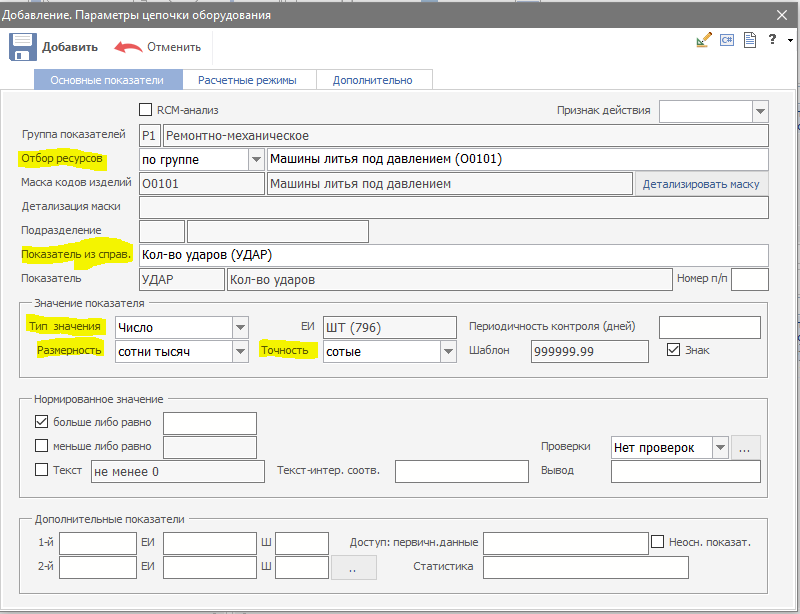 Добавление. Параметры цепочки оборудования
Добавить Отменить
C#
?
Основные показатели Расчетные режимы Дополнительно
RCM-анализ Признак действия
Группа показателей Р1 Ремонтно-механическое
Отбор ресурсов по группе Машины литья под давлением (О0101)
Маска кодов изделий О0101 Машины литья под давлением Детализировать маску
Детализация маски
Подразделение
Показатель из справ. Кол-во ударов (УДАР)
Показатель УДАР Кол-во ударов Номер п/п
Значение показателя
Тип значения Число ЕИ ШТ (796) Периодичность контроля (дней)
Размерность сотни тысяч Точность сотые Шаблон 999999.99 Знак
Нормированное значение
больше либо равно
меньше либо равно Проверки Нет проверок ...
Текст не менее 0 Текст-интер. соотв. Вывод
Дополнительные показатели
1-й ЕИ Ш Доступ: первичн.данные Неосн. показат.
2-й ЕИ Ш .. Статистика